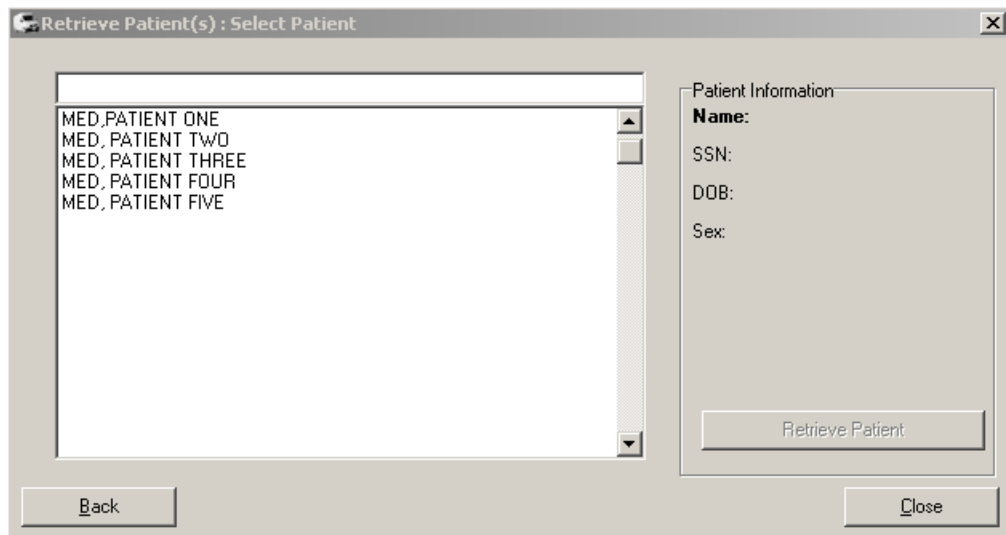 Retrieve Patient(s) : Select Patient
MED,PATIENT ONE
MED, PATIENT TWO
MED, PATIENT THREE
MED, PATIENT FOUR
MED, PATIENT FIVE
Patient Information
Name:
SSN:
DOB:
Sex:
Retrieve Patient
Back
Close